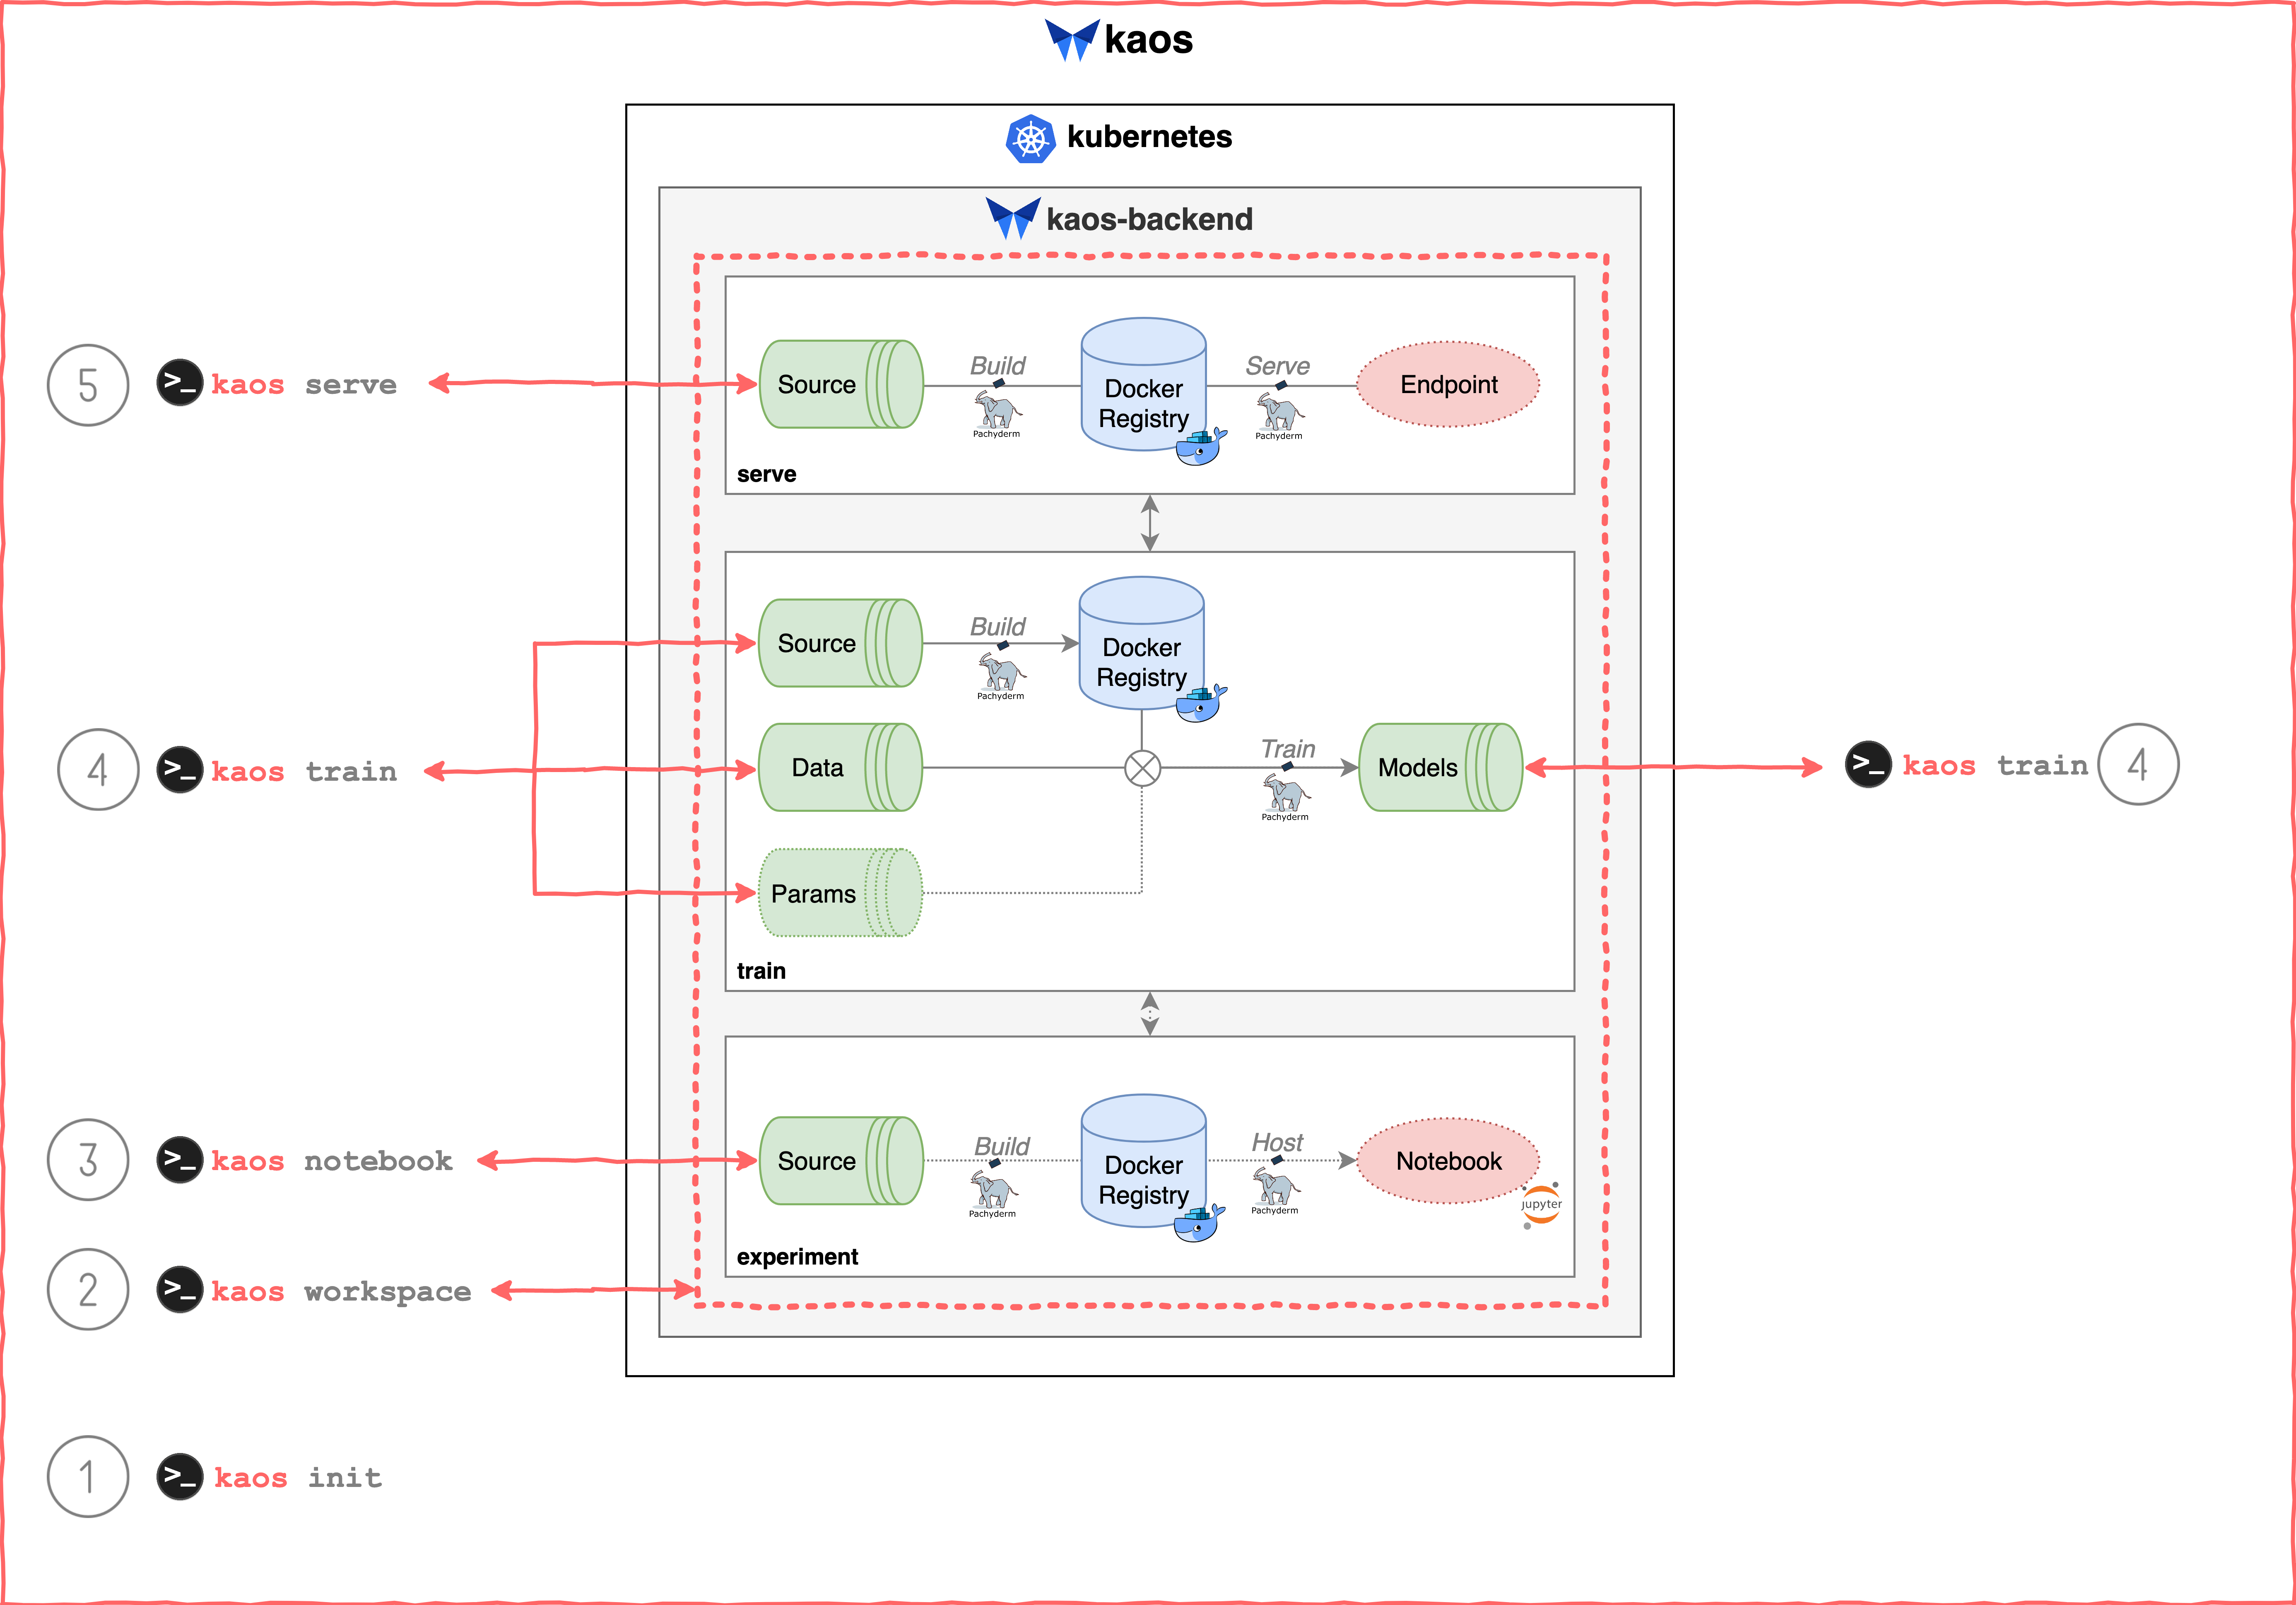 kaos
kubernetes
kaos-backend
5 >_ kaos serve
Source
Build
Pachyderm
Docker
Registry
Serve
Pachyderm
Endpoint
serve
4 >_ kaos train
Source
Build
Pachyderm
Docker
Registry
Data
Train
Pachyderm
Models
>_ kaos train 4
Params
train
3 >_ kaos notebook
Source
Build
Pachyderm
Docker
Registry
Host
Pachyderm
Notebook
jupyter
experiment
2 >_ kaos workspace
1 >_ kaos init